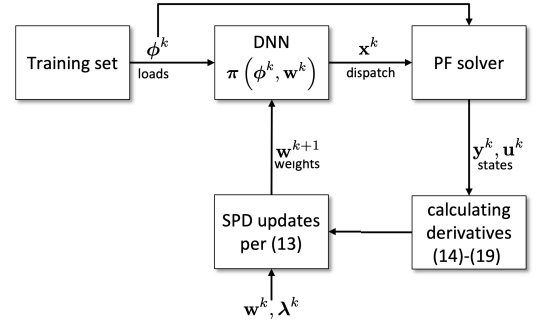 Training set
ϕ^k
loads
DNN
π(ϕ^k, w^k)
x^k
dispatch
PF solver
y^k, u^k
states
calculating
derivatives
(14)-(19)
SPD updates
per (13)
w^{k+1}
weights
w^k, λ^k